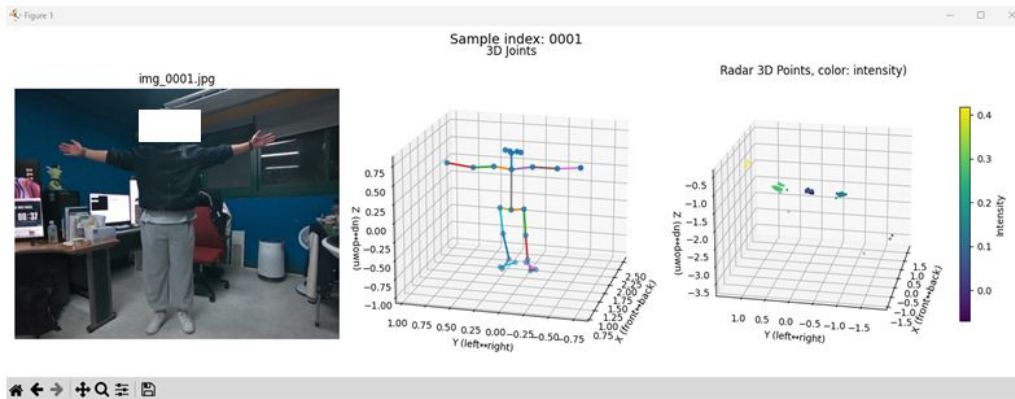 Figure 1
Sample index: 0001
3D Joints
img_0001.jpg
Radar 3D Points, color: intensity)
0.75
0.50
0.25
0.00
−0.25
−0.50
−0.75
−1.00
Z (up↔down)
1.00 0.75 0.50 0.25 0.00 −0.25 −0.50 −0.75
Y (left↔right)
0.75
1.00
1.25
1.50
1.75
2.00
2.25
2.50
X (front↔back)
−0.5
−1.0
−1.5
−2.0
−2.5
−3.0
−3.5
Z (up↔down)
1.0 0.5 0.0 −0.5 −1.0 −1.5
Y (left↔right)
−1.5
−1.0
−0.5
0.0
0.5
1.0
1.5
X (front↔back)
0.4
0.3
0.2
0.1
0.0
Intensity